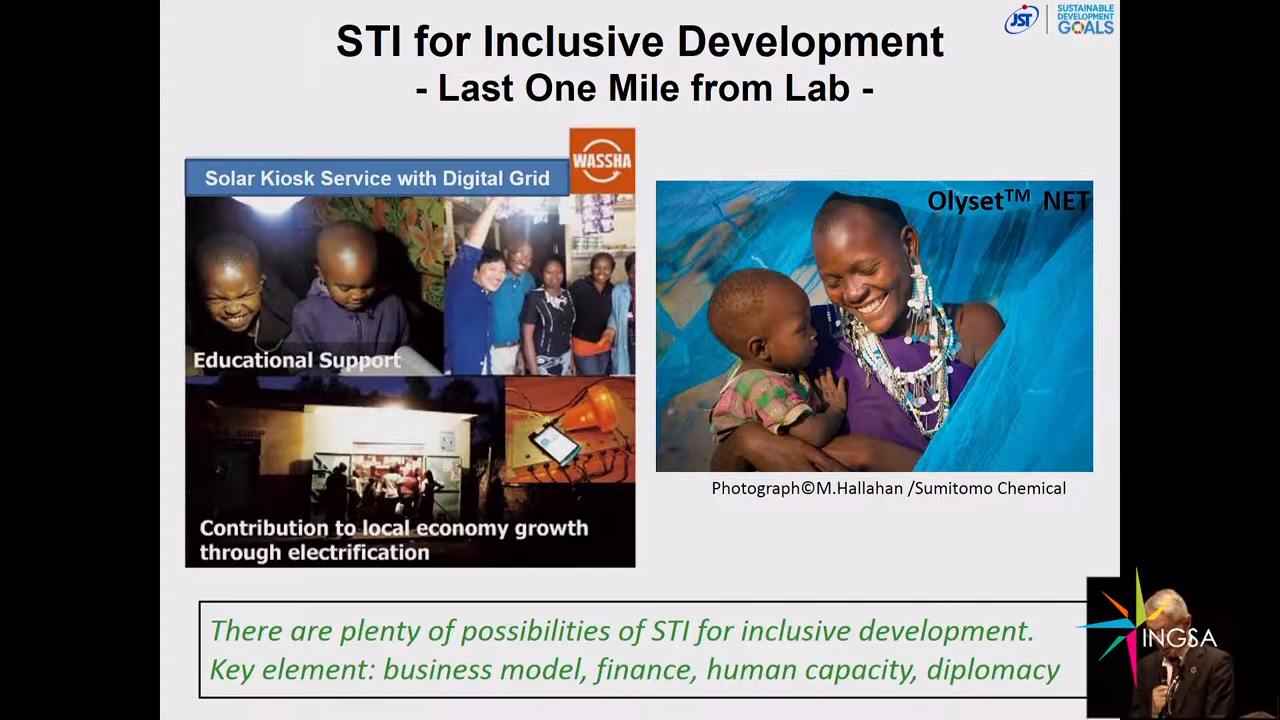 STI for Inclusive Development
- Last One Mile from Lab -
JST
SUSTAINABLE
DEVELOPMENT
GOALS
WASSHA
Solar Kiosk Service with Digital Grid
Olyset™ NET
Educational Support
Photograph©M.Hallahan /Sumitomo Chemical
Contribution to local economy growth
through electrification
There are plenty of possibilities of STI for inclusive development.
Key element: business model, finance, human capacity, diplomacy
INGSA